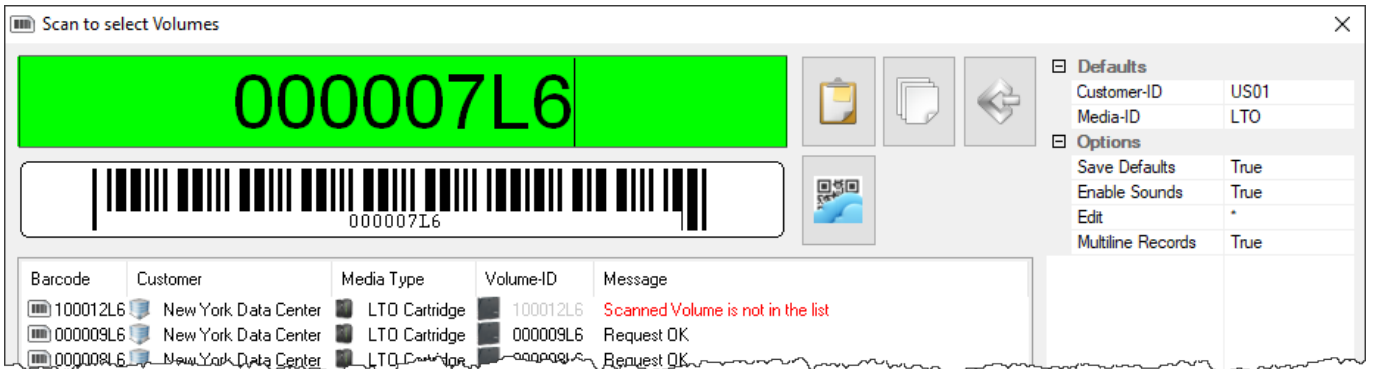 Scan to select Volumes
000007L6
000007L6
Defaults
Customer-ID US01
Media-ID LTO
Options
Save Defaults True
Enable Sounds True
Edit *
Multiline Records True
Barcode Customer Media Type Volume-ID Message
100012L6 New York Data Center LTO Cartridge 100012L6 Scanned Volume is not in the list
000009L6 New York Data Center LTO Cartridge 000009L6 Request OK
000008L6 New York Data Center LTO Cartridge 000008L6 Request OK